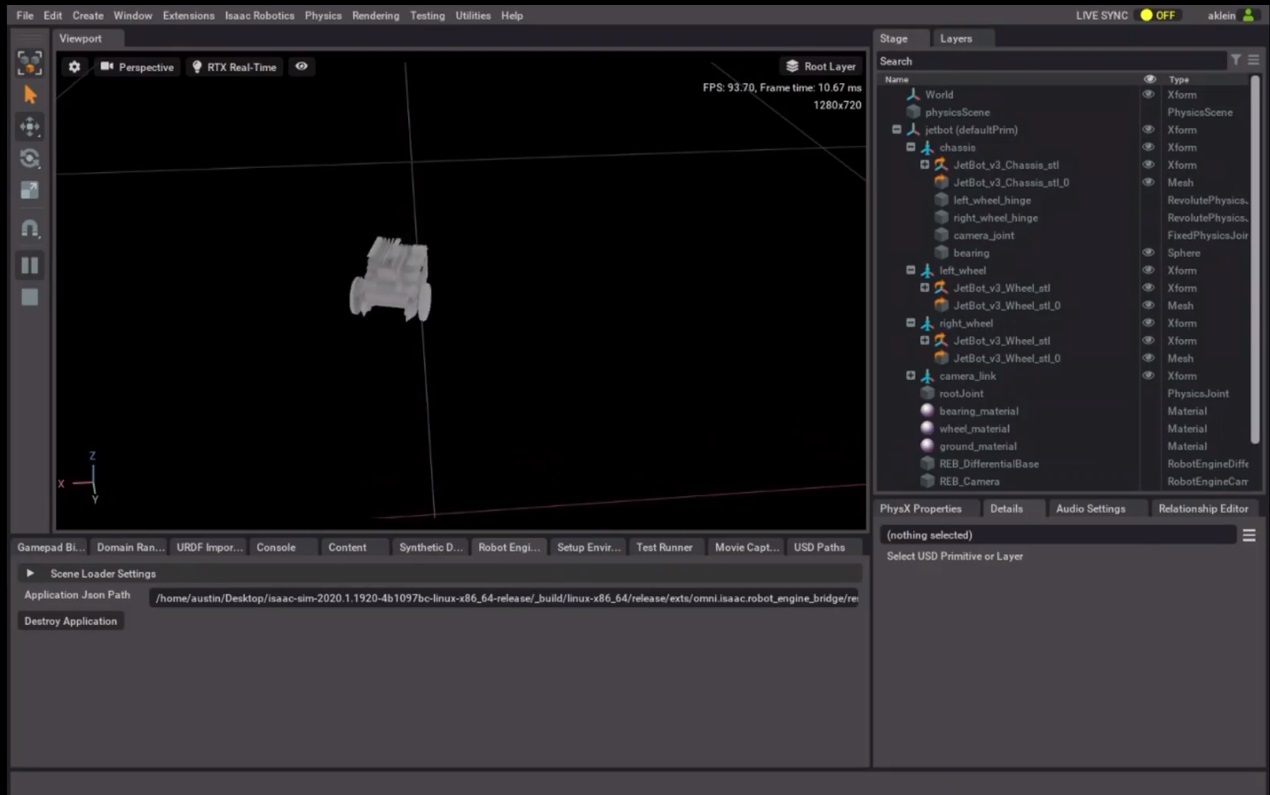 File Edit Create Window Extensions Isaac Robotics Physics Rendering Testing Utilities Help LIVE SYNC OFF aklein
Viewport
Perspective RTX Real-Time Root Layer
FPS: 93.70, Frame time: 10.67 ms
1280x720
Z
X
Y
Stage Layers
Search
Name Type
World Xform
physicsScene PhysicsScene
jetbot (defaultPrim) Xform
chassis Xform
JetBot_v3_Chassis_stl Xform
JetBot_v3_Chassis_stl_0 Mesh
left_wheel_hinge RevolutePhysics.
right_wheel_hinge RevolutePhysics.
camera_joint FixedPhysicsJoir
bearing Sphere
left_wheel Xform
JetBot_v3_Wheel_stl Xform
JetBot_v3_Wheel_stl_0 Mesh
right_wheel Xform
JetBot_v3_Wheel_stl Xform
JetBot_v3_Wheel_stl_0 Mesh
camera_link Xform
rootJoint PhysicsJoint
bearing_material Material
wheel_material Material
ground_material Material
REB_DifferentialBase RobotEngineDiffe
REB_Camera RobotEngineCam
Gamepad Bi... Domain Ran... URDF Impor... Console Content Synthetic D... Robot Engi... Setup Envir... Test Runner Movie Capt... USD Paths
Scene Loader Settings
Application Json Path /home/austin/Desktop/isaac-sim-2020.1.1920-4b1097bc-linux-x86_64-release/_build/linux-x86_64/release/exts/omni.isaac.robot_engine_bridge/re
Destroy Application
PhysX Properties Details Audio Settings Relationship Editor
(nothing selected)
Select USD Primitive or Layer